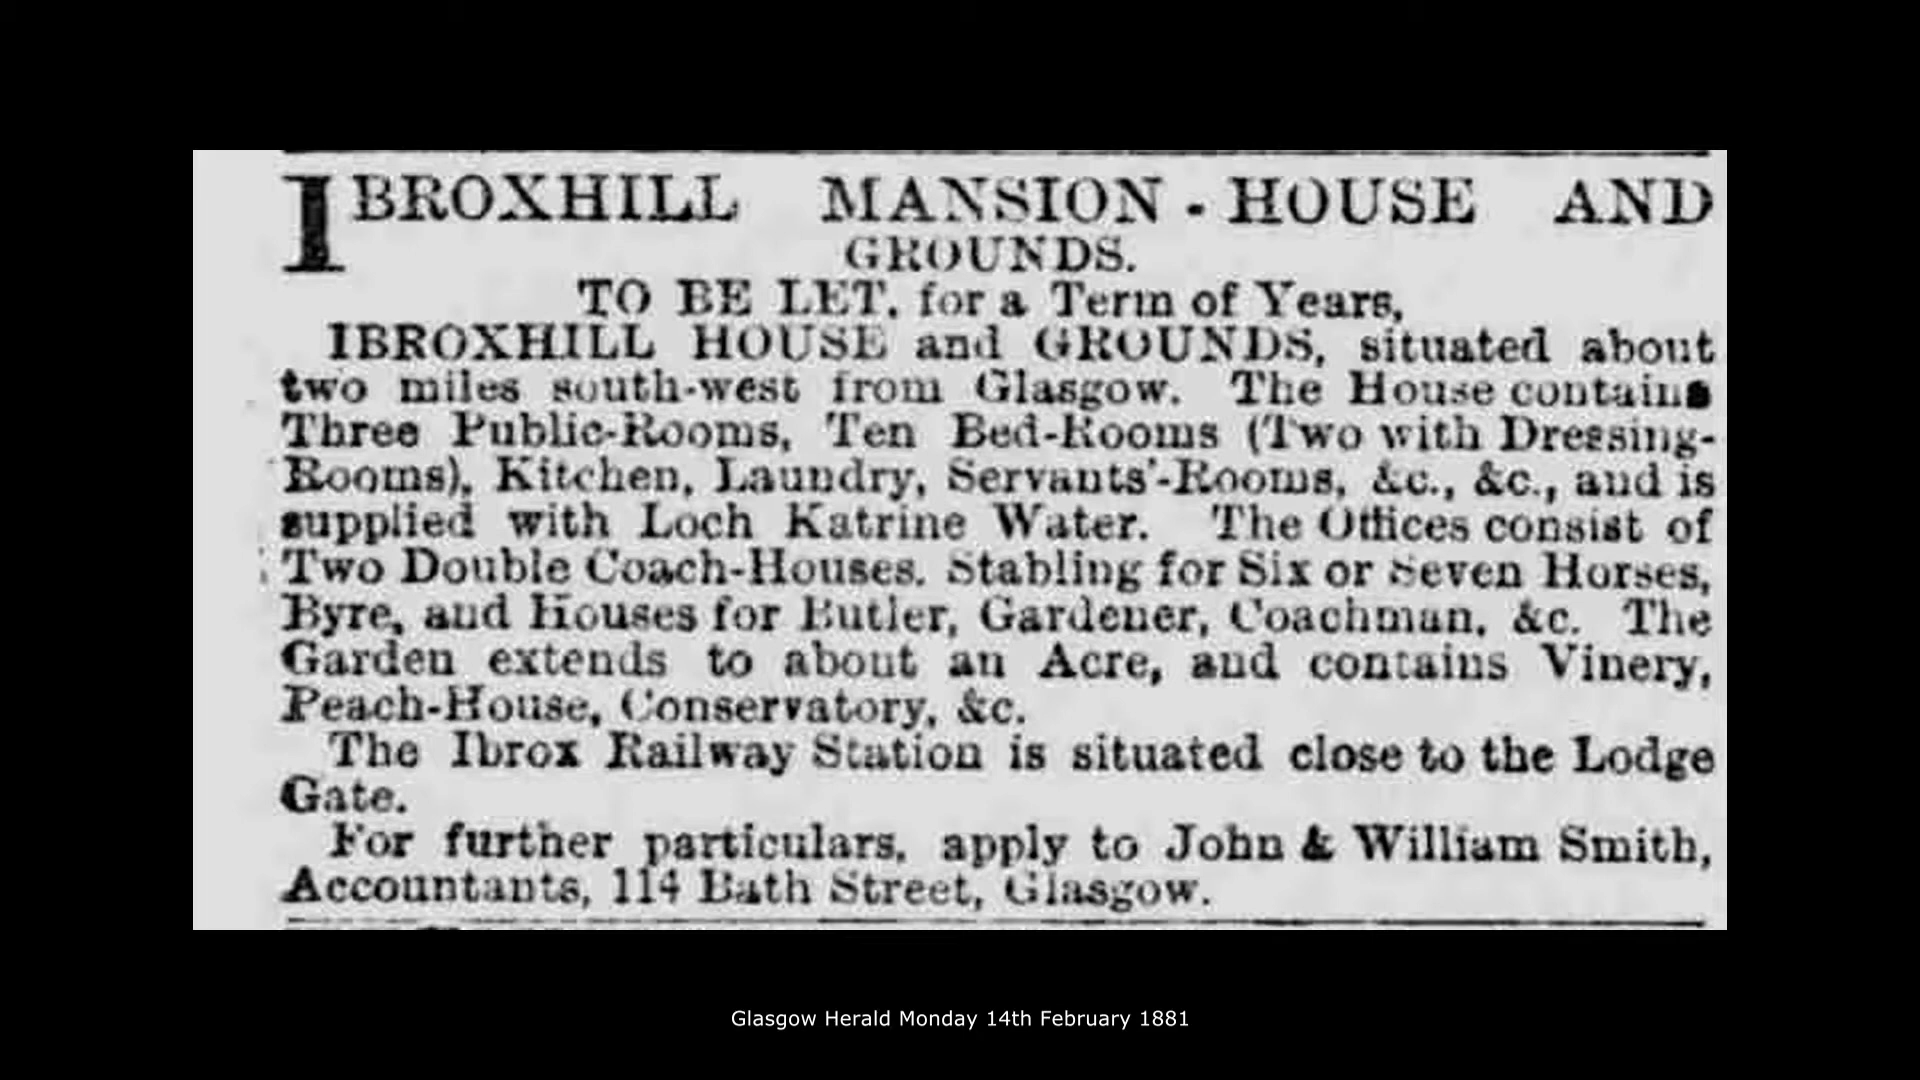 IBROXHILL MANSION-HOUSE AND
GROUNDS.
TO BE LET, for a Term of Years,
IBROXHILL HOUSE and GROUNDS, situated about
two miles south-west from Glasgow. The House contains
Three Public-Rooms, Ten Bed-Rooms (Two with Dressing-
Rooms), Kitchen, Laundry, Servants'-Rooms, &c., &c., and is
supplied with Loch Katrine Water. The Offices consist of
Two Double Coach-Houses. Stabling for Six or Seven Horses,
Byre, and Houses for Butler, Gardener, Coachman, &c. The
Garden extends to about an Acre, and contains Vinery,
Peach-House, Conservatory, &c.
The Ibrox Railway Station is situated close to the Lodge
Gate.
For further particulars, apply to John & William Smith,
Accountants, 114 Bath Street, Glasgow.
Glasgow Herald Monday 14th February 1881